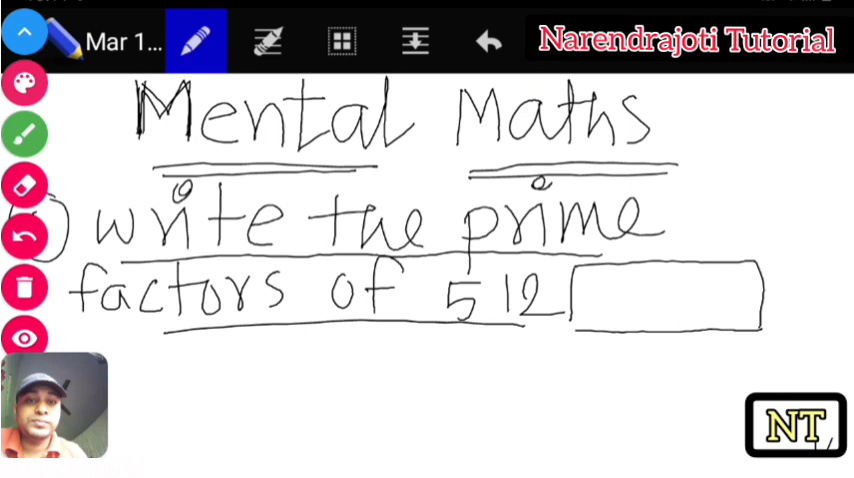 Mar 1...
Narendrajoti Tutorial
Mental Maths
write the prime
factors of 512
NT